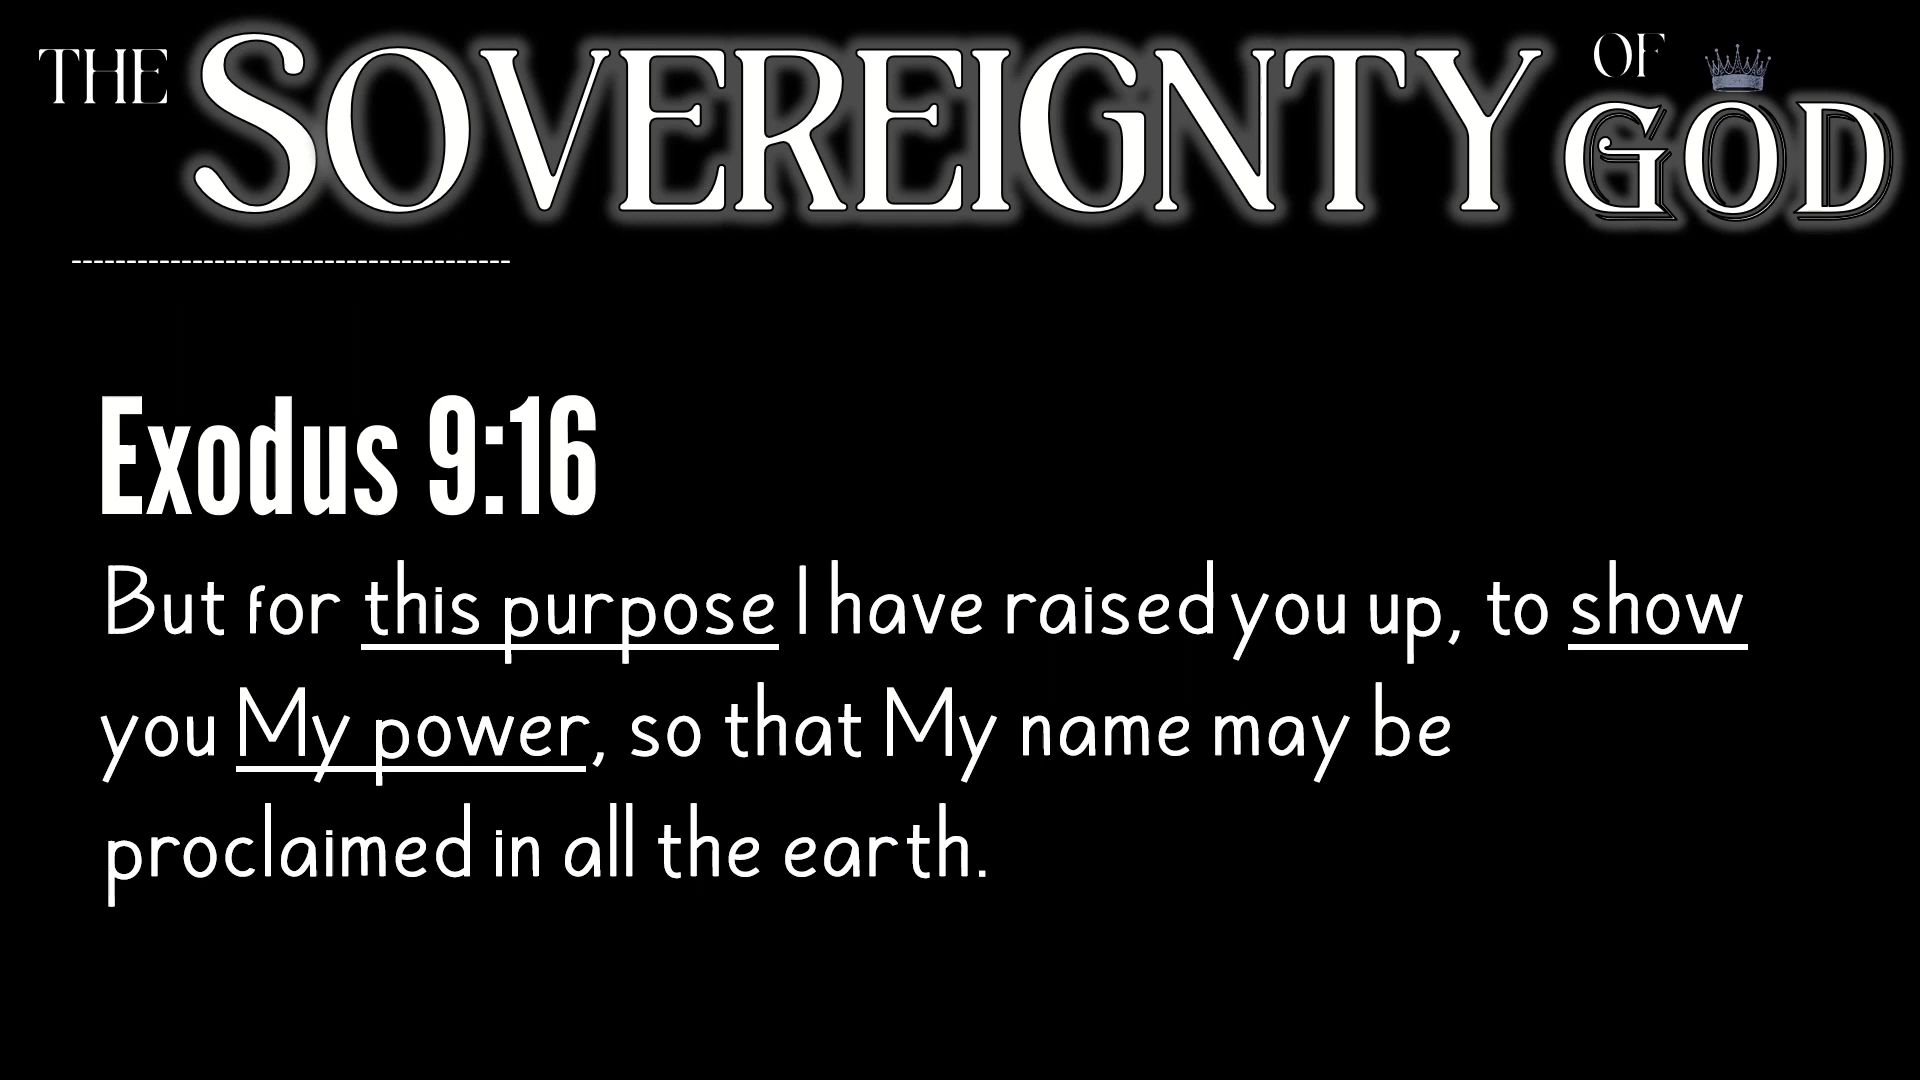 THE SOVEREIGNTY OF GOD
---------------------------------------
Exodus 9:16
But for this purpose I have raised you up, to show
you My power, so that My name may be
proclaimed in all the earth.